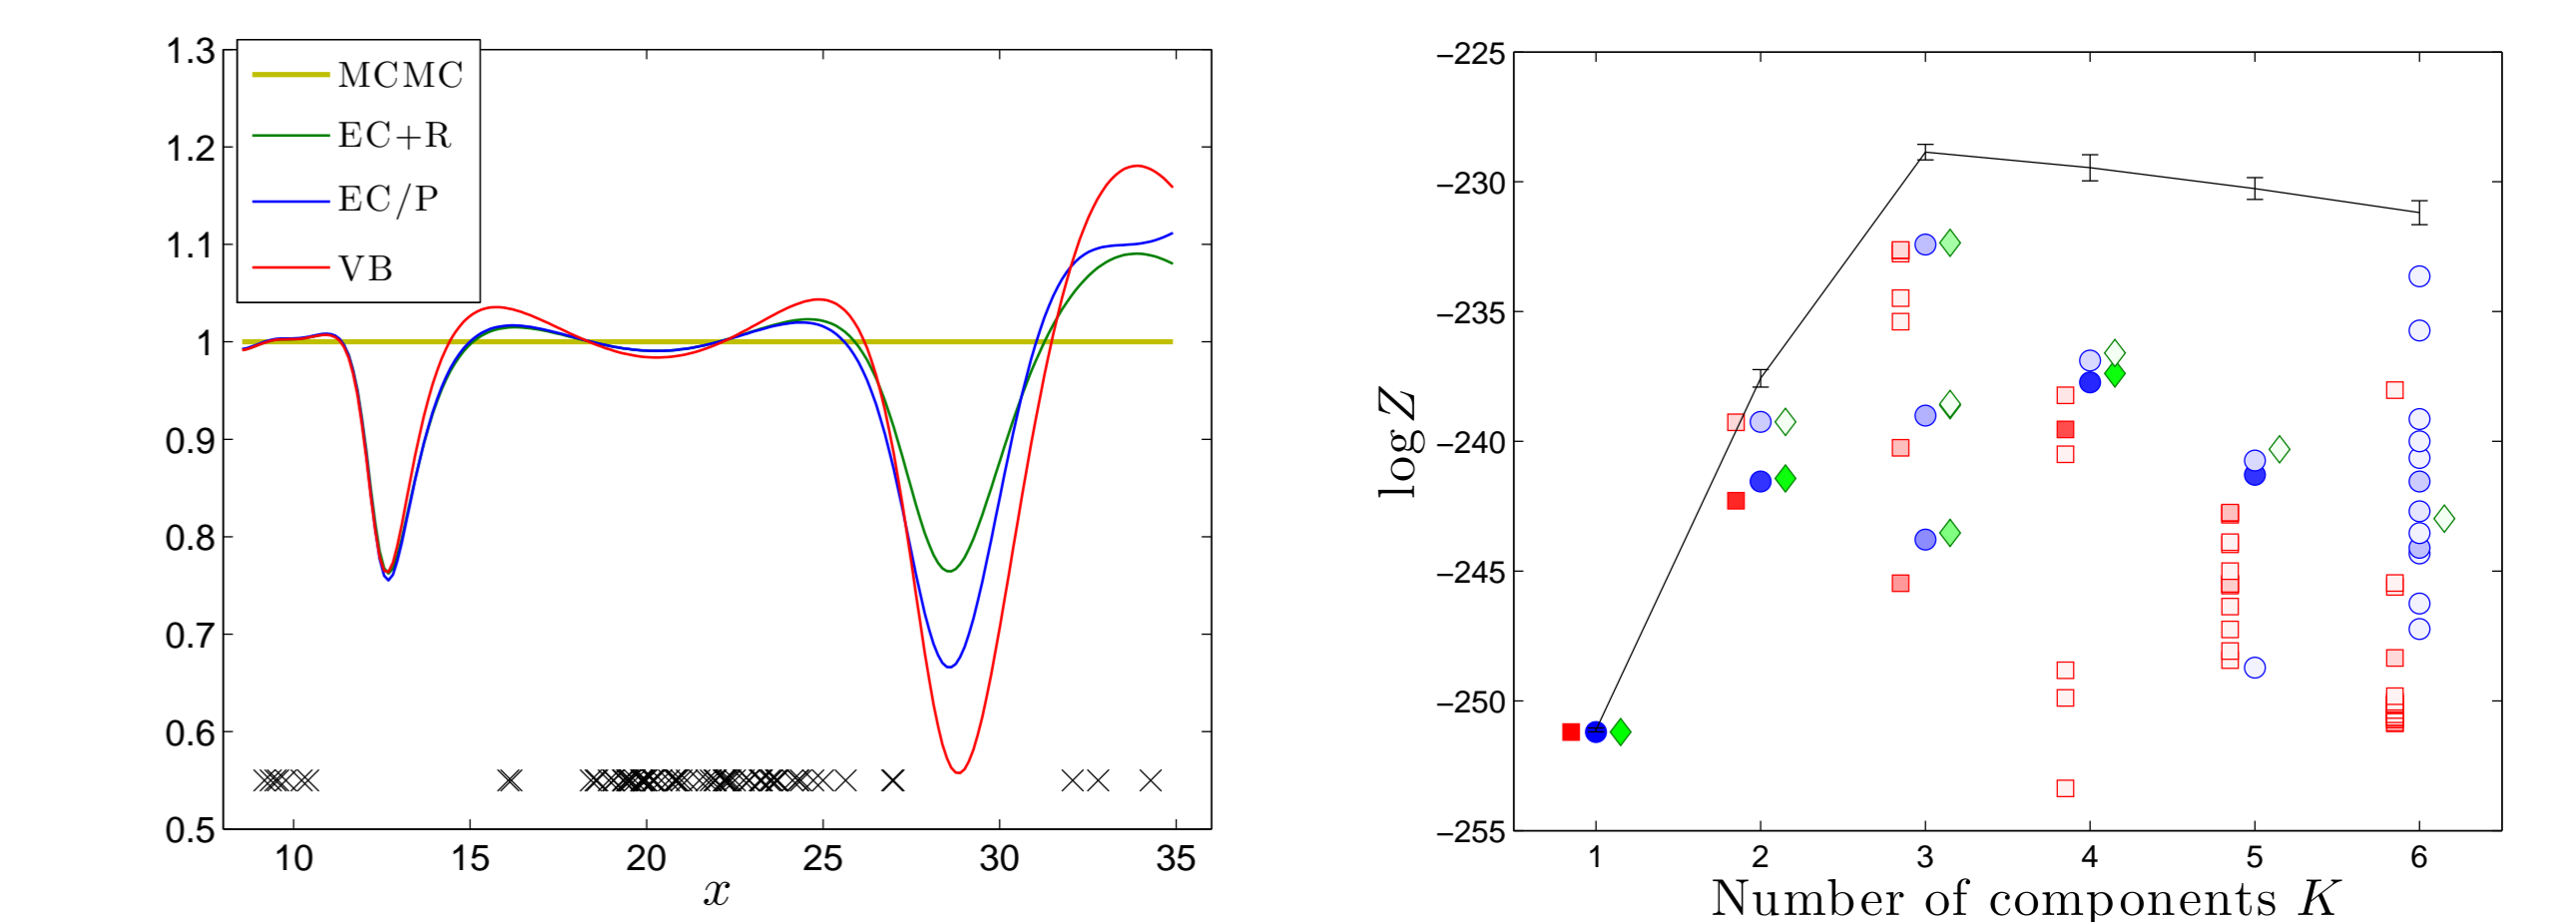 1.3
1.2
1.1
1
0.9
0.8
0.7
0.6
0.5
MCMC
EC+R
EC/P
VB
10 15 20 25 30 35
x
−225
−230
−235
−240
−245
−250
−255
log Z
1 2 3 4 5 6
Number of components K